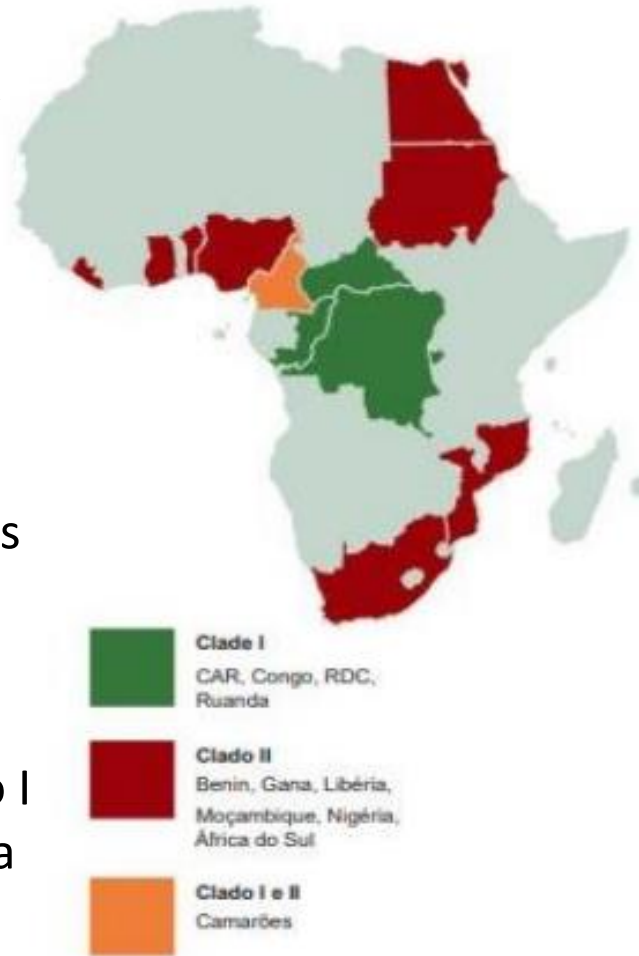 s
Clade I
CAR, Congo, RDC,
Ruanda
Clado II
Benin, Gana, Libéria,
Moçambique, Nigéria,
África do Sul
o I
a
Clado I e II
Camarões